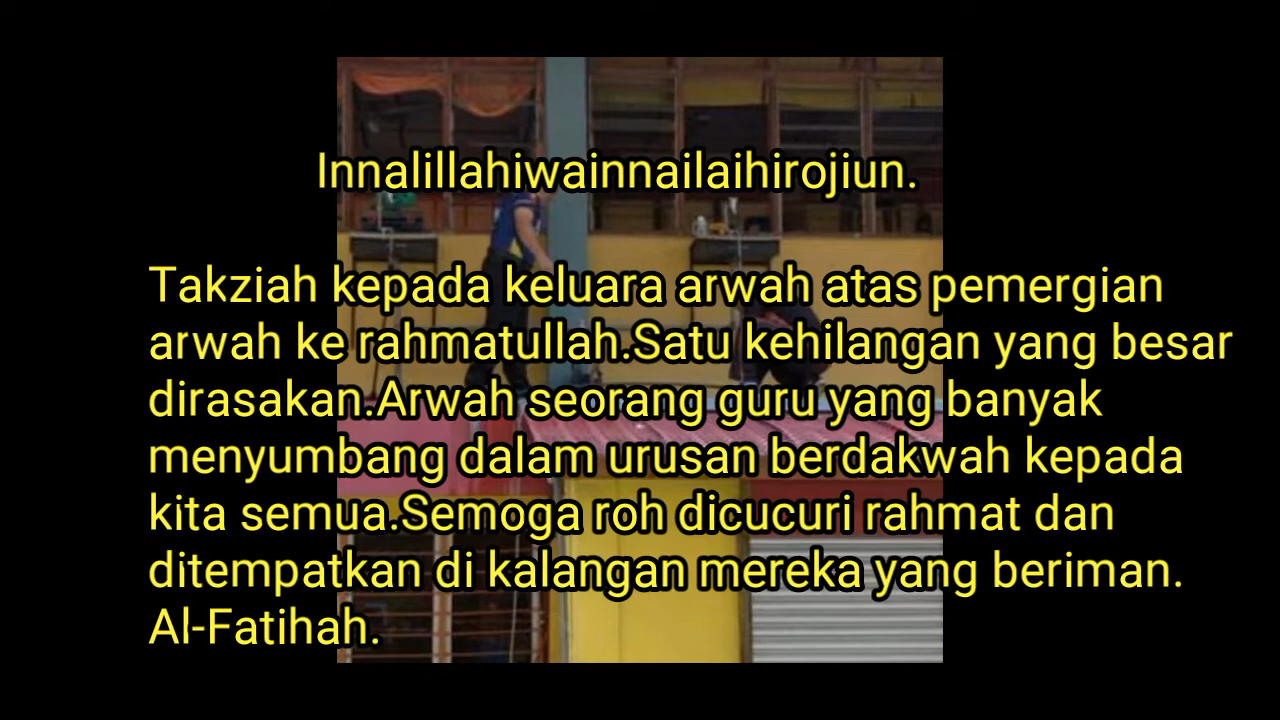 Innalillahiwainnailaihirojiun.
Takziah kepada keluara arwah atas pemergian
arwah ke rahmatullah.Satu kehilangan yang besar
dirasakan.Arwah seorang guru yang banyak
menyumbang dalam urusan berdakwah kepada
kita semua.Semoga roh dicucuri rahmat dan
ditempatkan di kalangan mereka yang beriman.
Al-Fatihah.